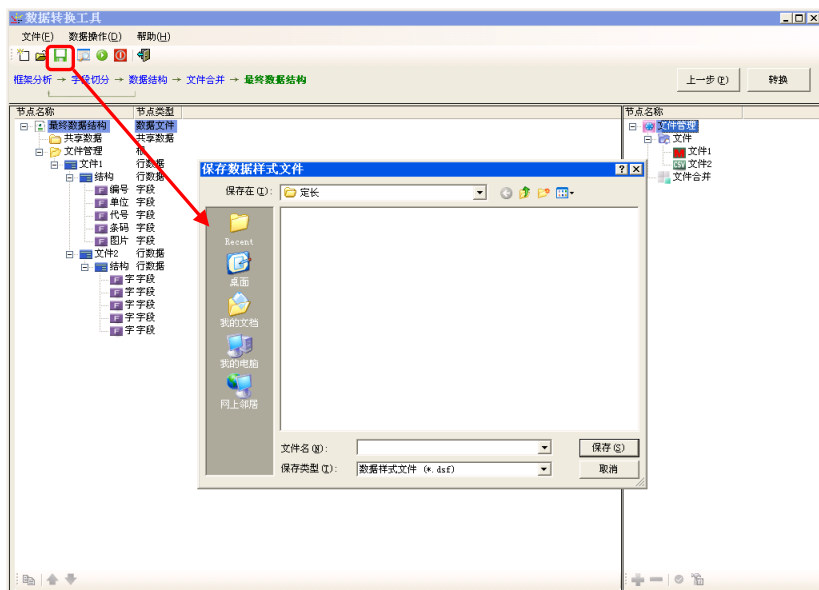 数据转换工具
文件(F) 数据操作(D) 帮助(H)
框架分析 → 字段切分 → 数据结构 → 文件合并 → 最终数据结构
上一步(P) 转换
节点名称 节点类型
最终数据结构 数据文件
共享数据 共享数据
文件管理 根
文件1 行数据
结构 行数据
编号 字段
单位 字段
代号 字段
条码 字段
图片 字段
文件2 行数据
结构 行数据
字 字段
字 字段
字 字段
字 字段
字 字段
保存数据样式文件
保存在(I): 定长
Recent
桌面
我的文档
我的电脑
网上邻居
文件名(N): 保存(S)
保存类型(T): 数据样式文件 (*.dsf) 取消
节点名称
文件管理
文件
文件1
CSV 文件2
文件合并